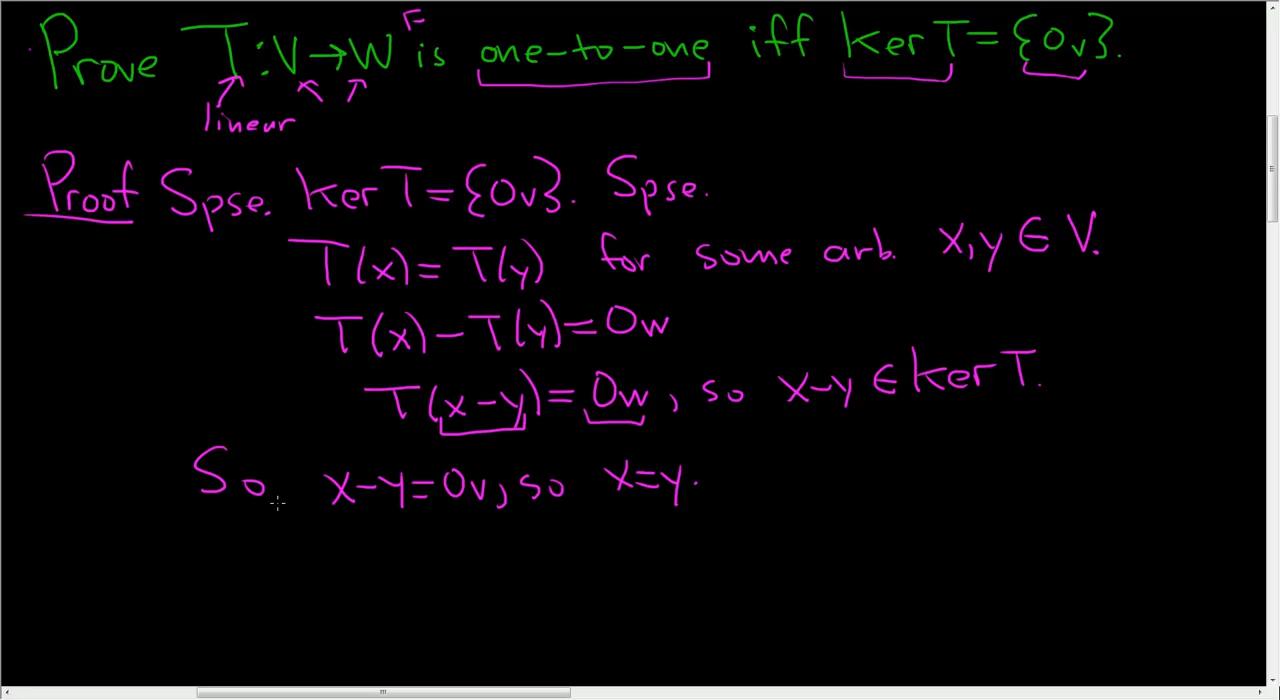 Prove T:V→W is one-to-one iff ker T = {0v}.
F
linear
Proof Spse. ker T = {0v}. Spse.
T(x) = T(y) for some arb. x,y ∈ V.
T(x) - T(y) = 0w
T(x-y) = 0w, so x-y ∈ ker T.
So x-y = 0v, so x=y.